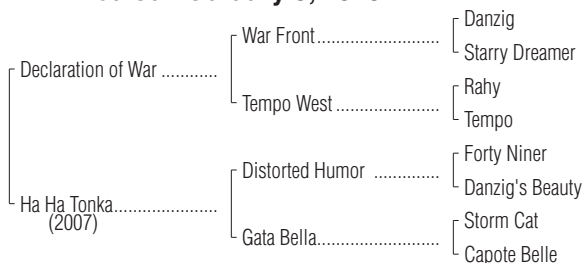 Danzig
War Front
Starry Dreamer
Declaration of War
Rahy
Tempo West
Tempo
Forty Niner
Distorted Humor
Danzig's Beauty
Ha Ha Tonka
(2007)
Storm Cat
Gata Bella
Capote Belle